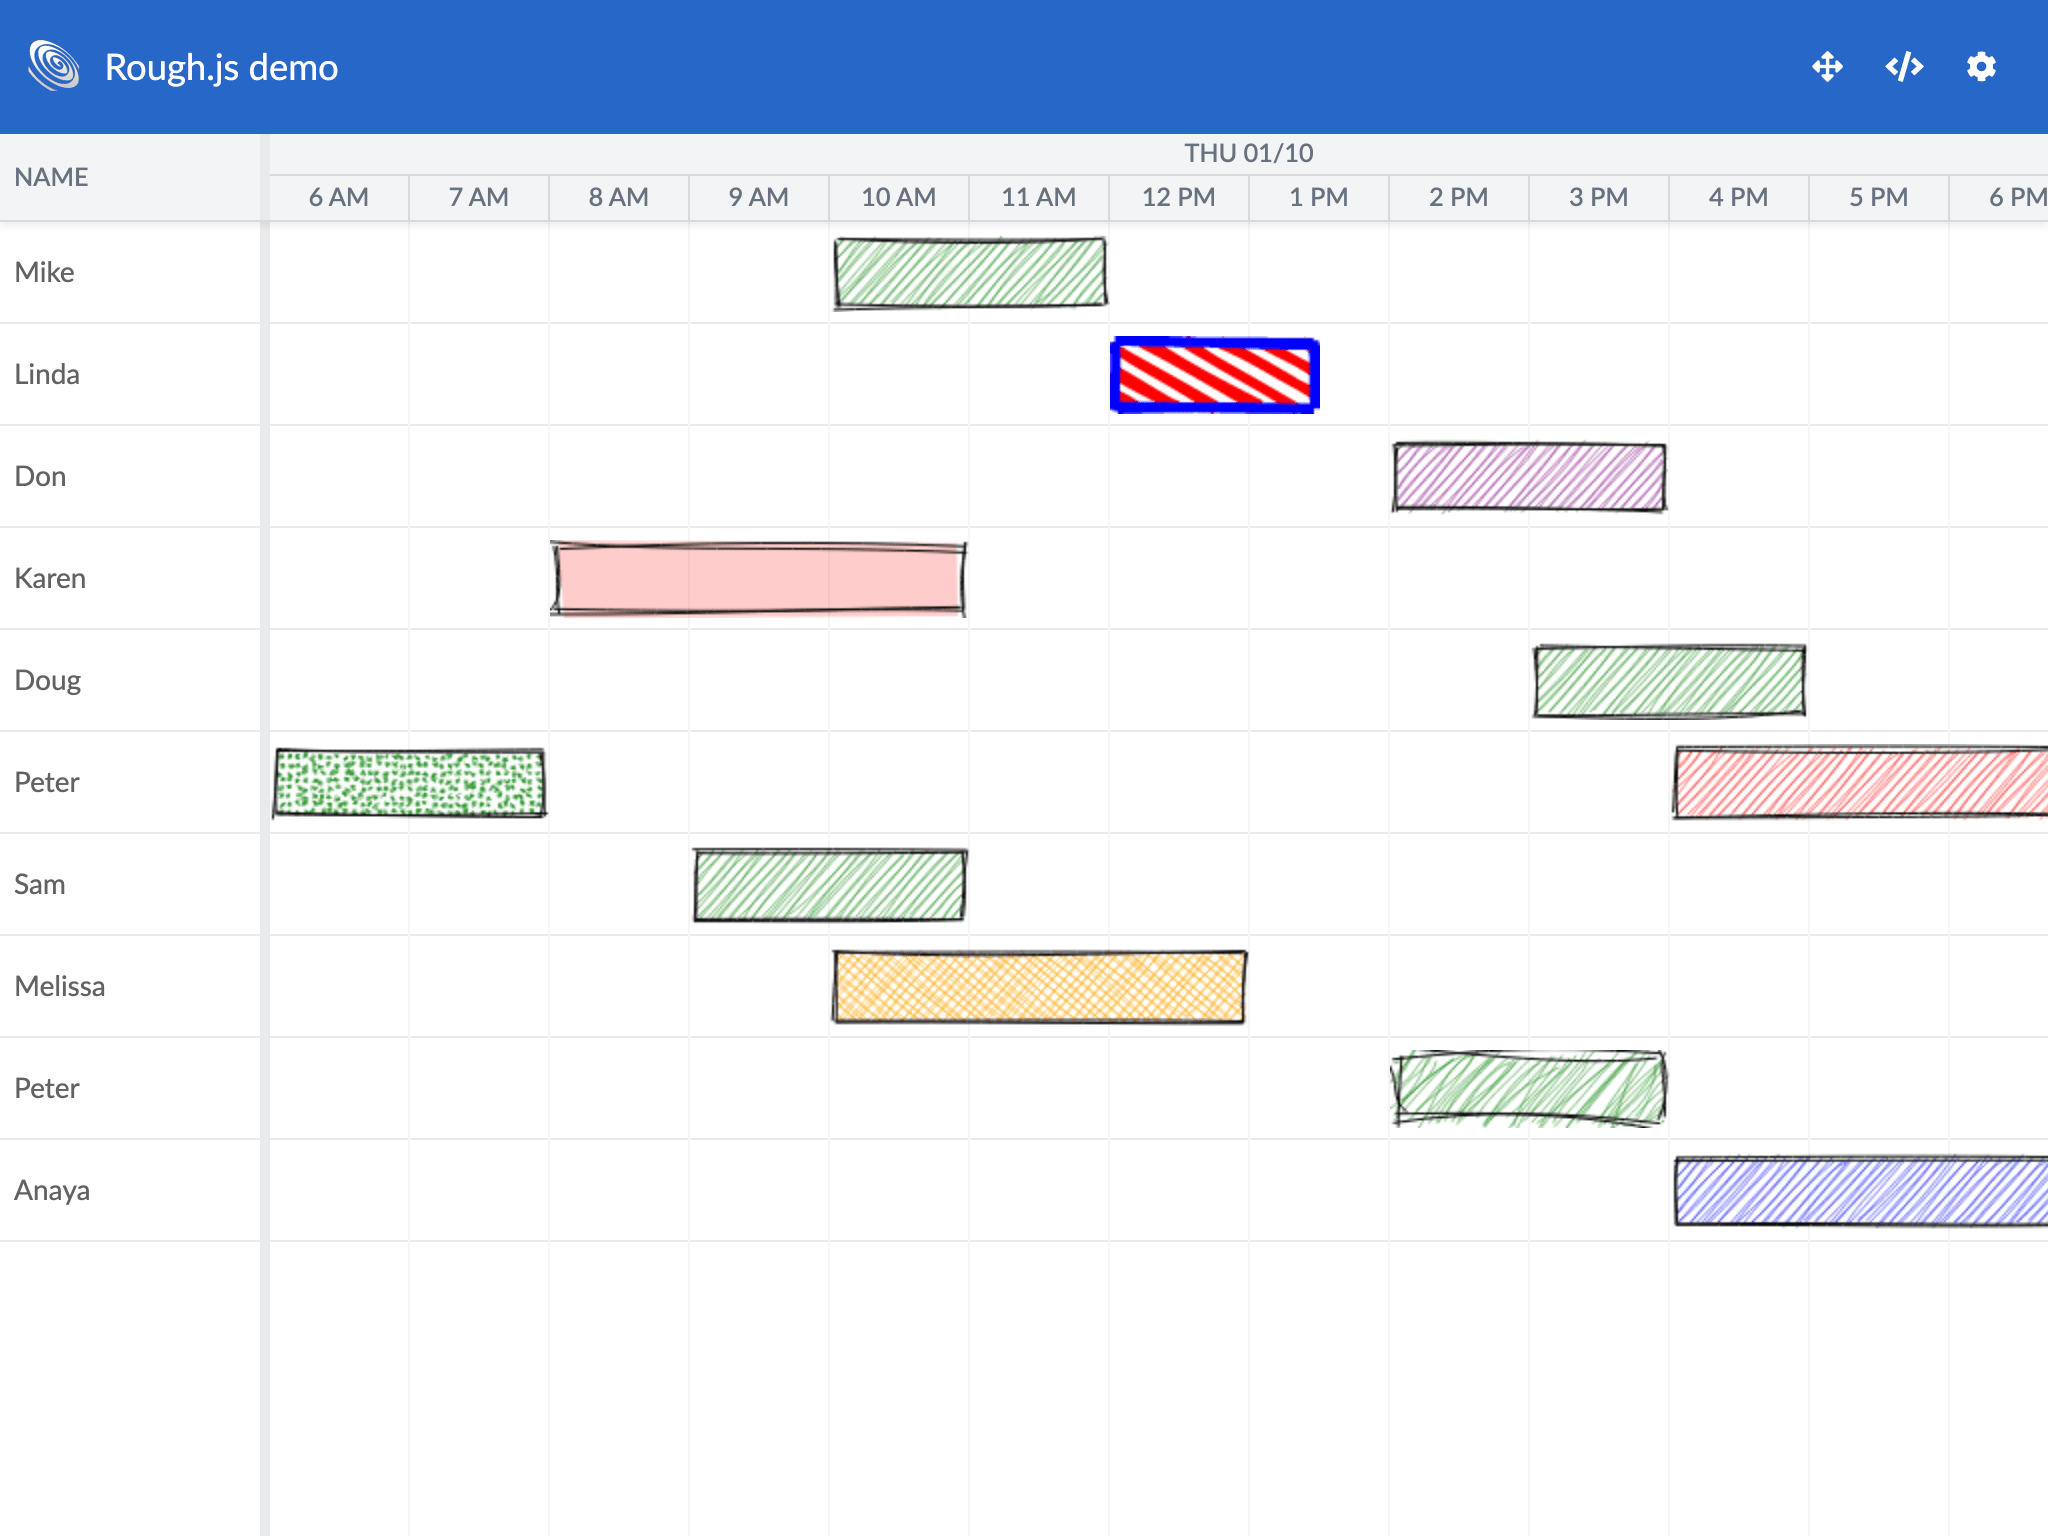 Rough.js demo
NAME
THU 01/10
6 AM 7 AM 8 AM 9 AM 10 AM 11 AM 12 PM 1 PM 2 PM 3 PM 4 PM 5 PM 6 PM
Mike
Linda
Don
Karen
Doug
Peter
Sam
Melissa
Peter
Anaya